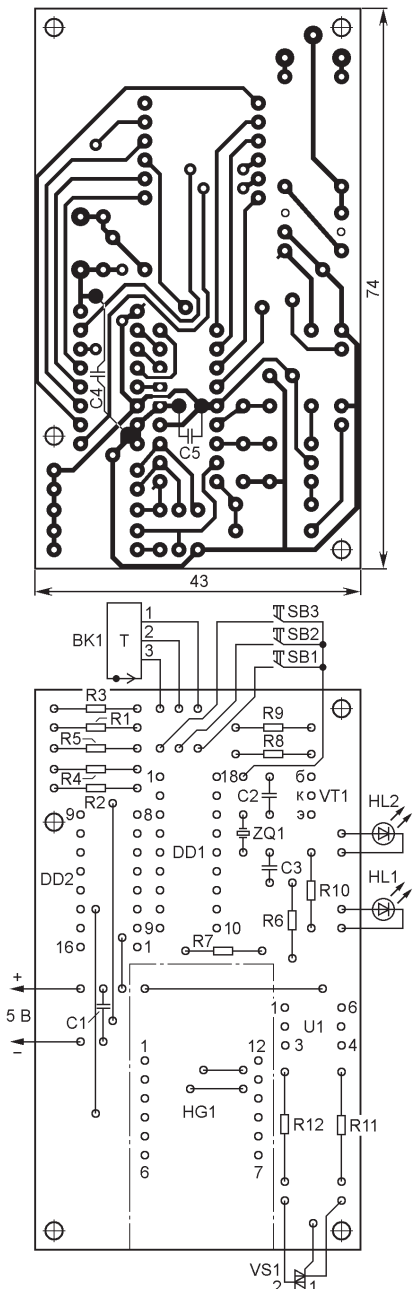 C4
C5
74
43
BK1
T
1
2
3
SB3
SB2
SB1
R3
R1
R5
R4
R2
R9
R8
1
18
б
к
э
VT1
C2
HL2
9
8
ZQ1
DD1
DD2
C3
HL1
R10
R6
16
1
9
10
R7
+
5 В
–
C1
1
6
U1
3
4
1
12
HG1
R12
R11
6
7
VS1
2
1